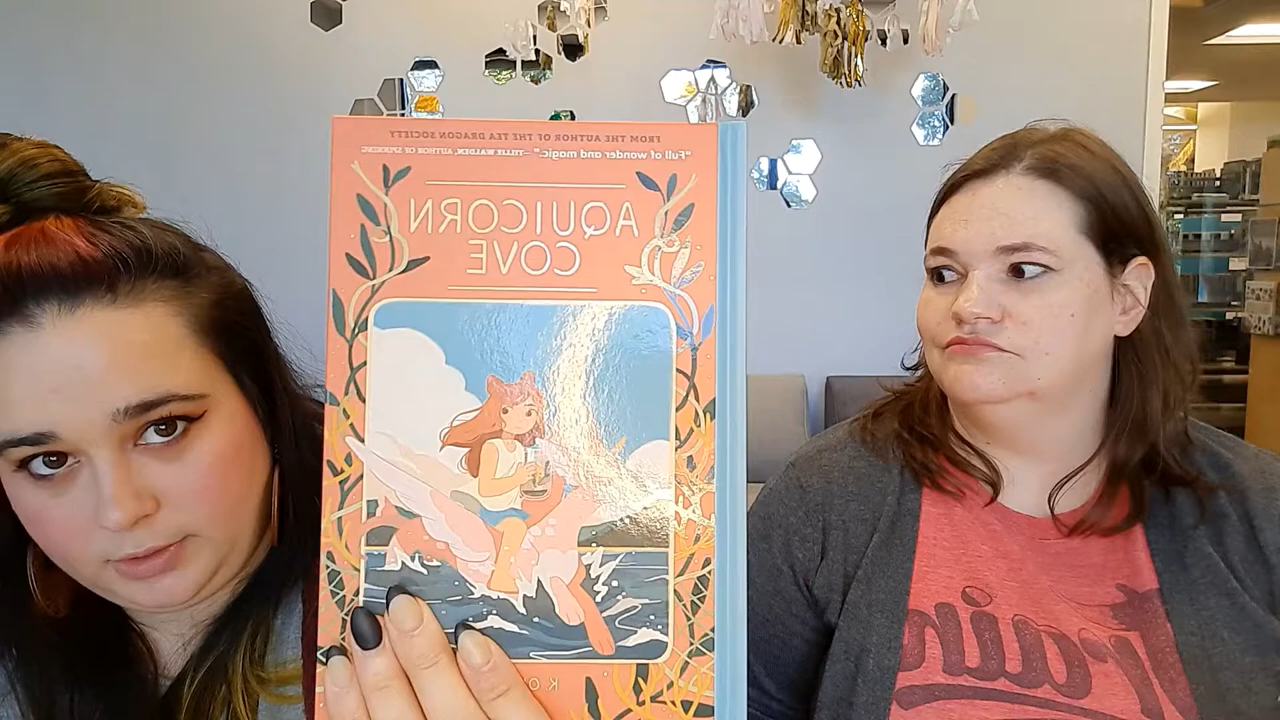 FROM THE AUTHOR OF THE TEA DRAGON SOCIETY
"Full of wonder and magic." —TILLIE WALDEN, AUTHOR OF SPINNING
AQUICORN
COVE
K. O'
train